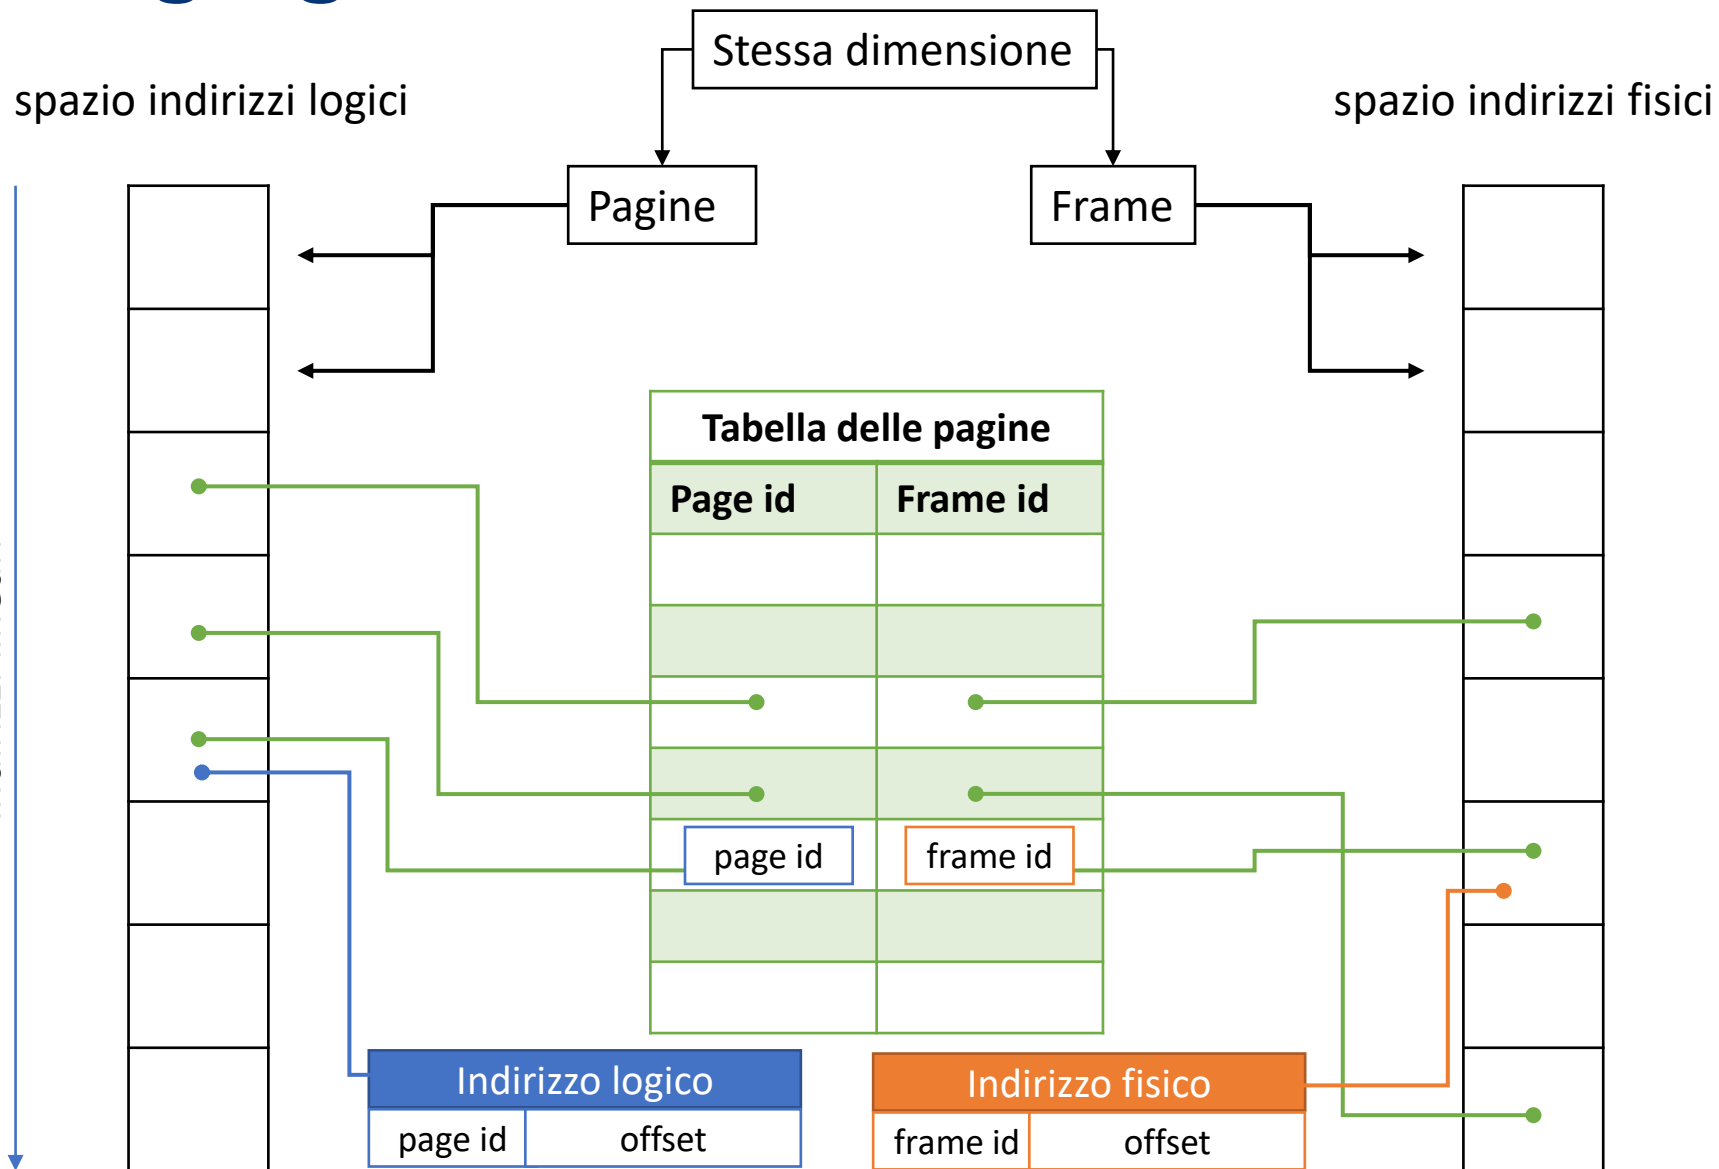 Stessa dimensione
spazio indirizzi logici
spazio indirizzi fisici
Pagine
Frame
Tabella delle pagine
Page id
Frame id
page id
frame id
Indirizzo logico
page id
offset
Indirizzo fisico
frame id
offset